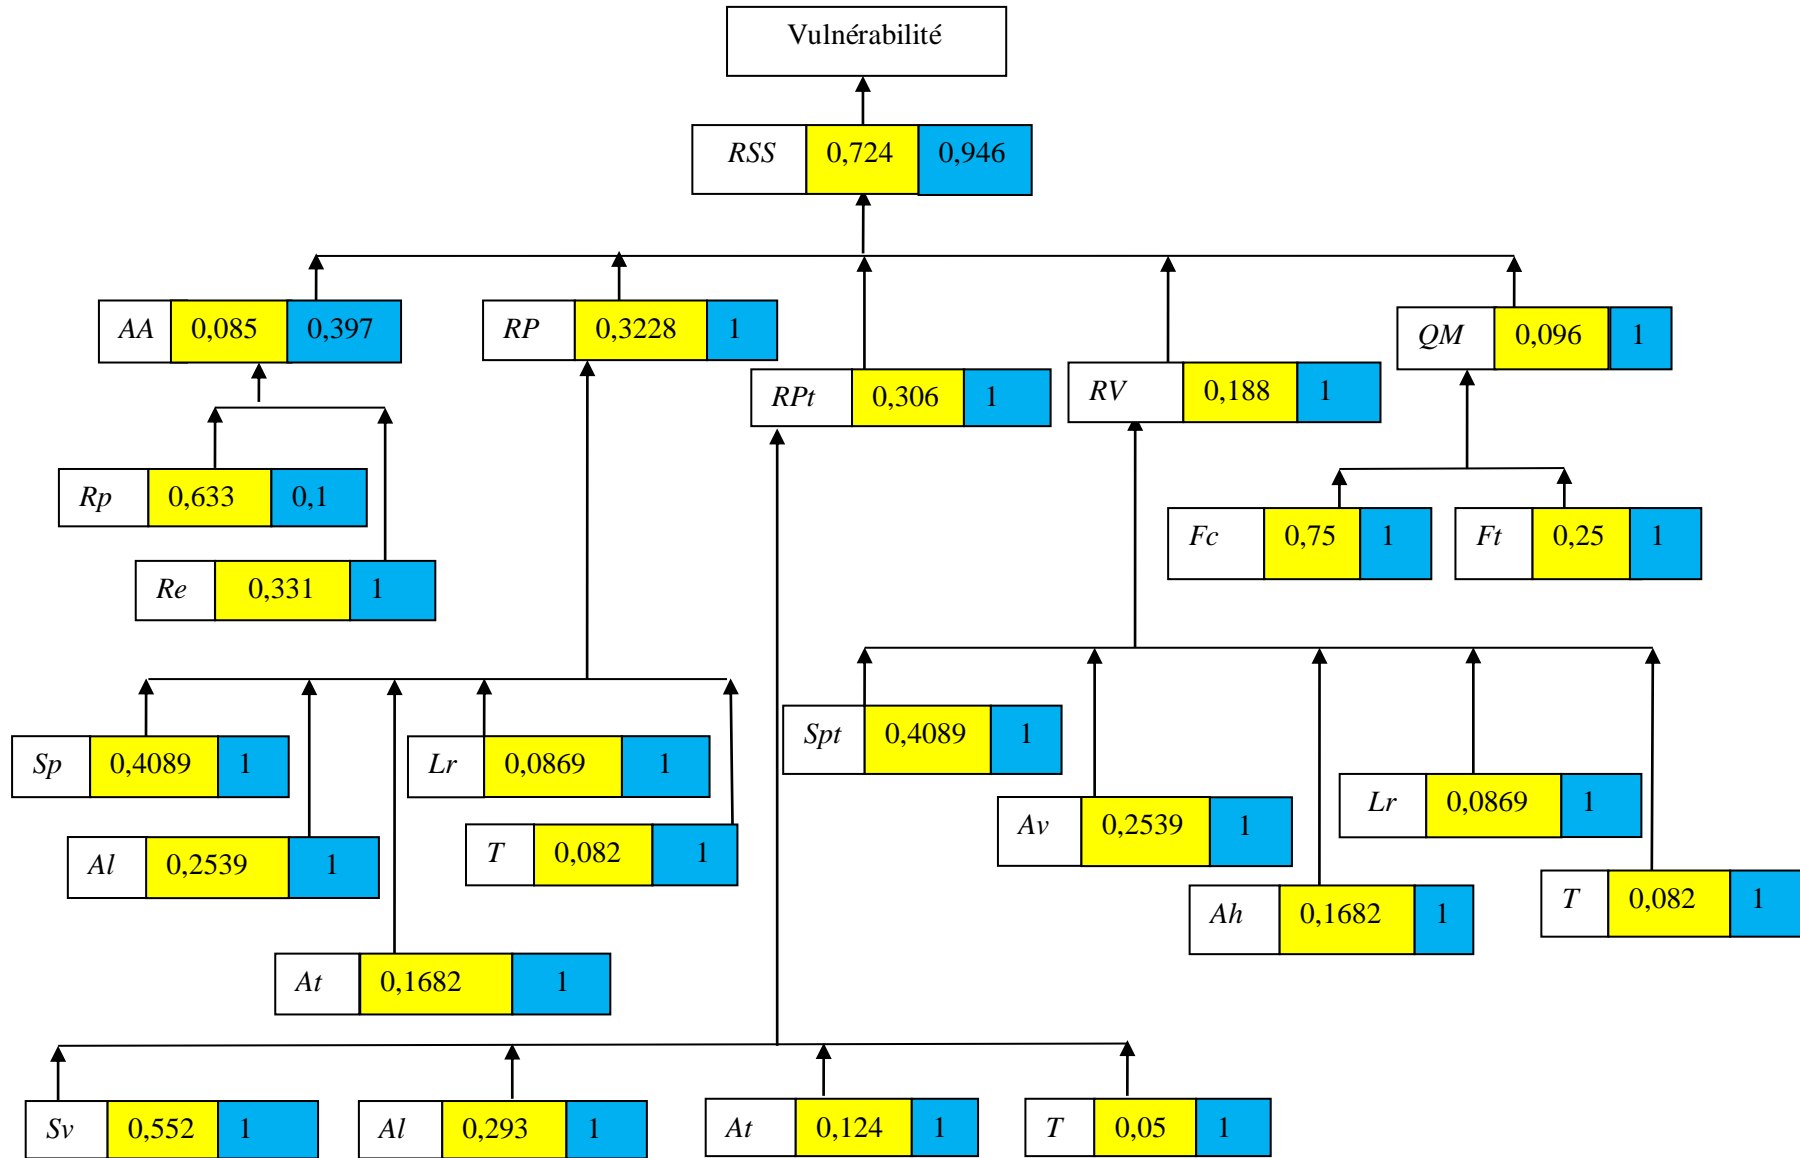 Vulnérabilité
RSS 0,724 0,946
AA 0,085 0,397
RP 0,3228 1
QM 0,096 1
RPt 0,306 1
RV 0,188 1
Rp 0,633 0,1
Fc 0,75 1
Ft 0,25 1
Re 0,331 1
Spt 0,4089 1
Sp 0,4089 1
Lr 0,0869 1
Lr 0,0869 1
Av 0,2539 1
T 0,082 1
Al 0,2539 1
Ah 0,1682 1
T 0,082 1
At 0,1682 1
Sv 0,552 1
Al 0,293 1
At 0,124 1
T 0,05 1